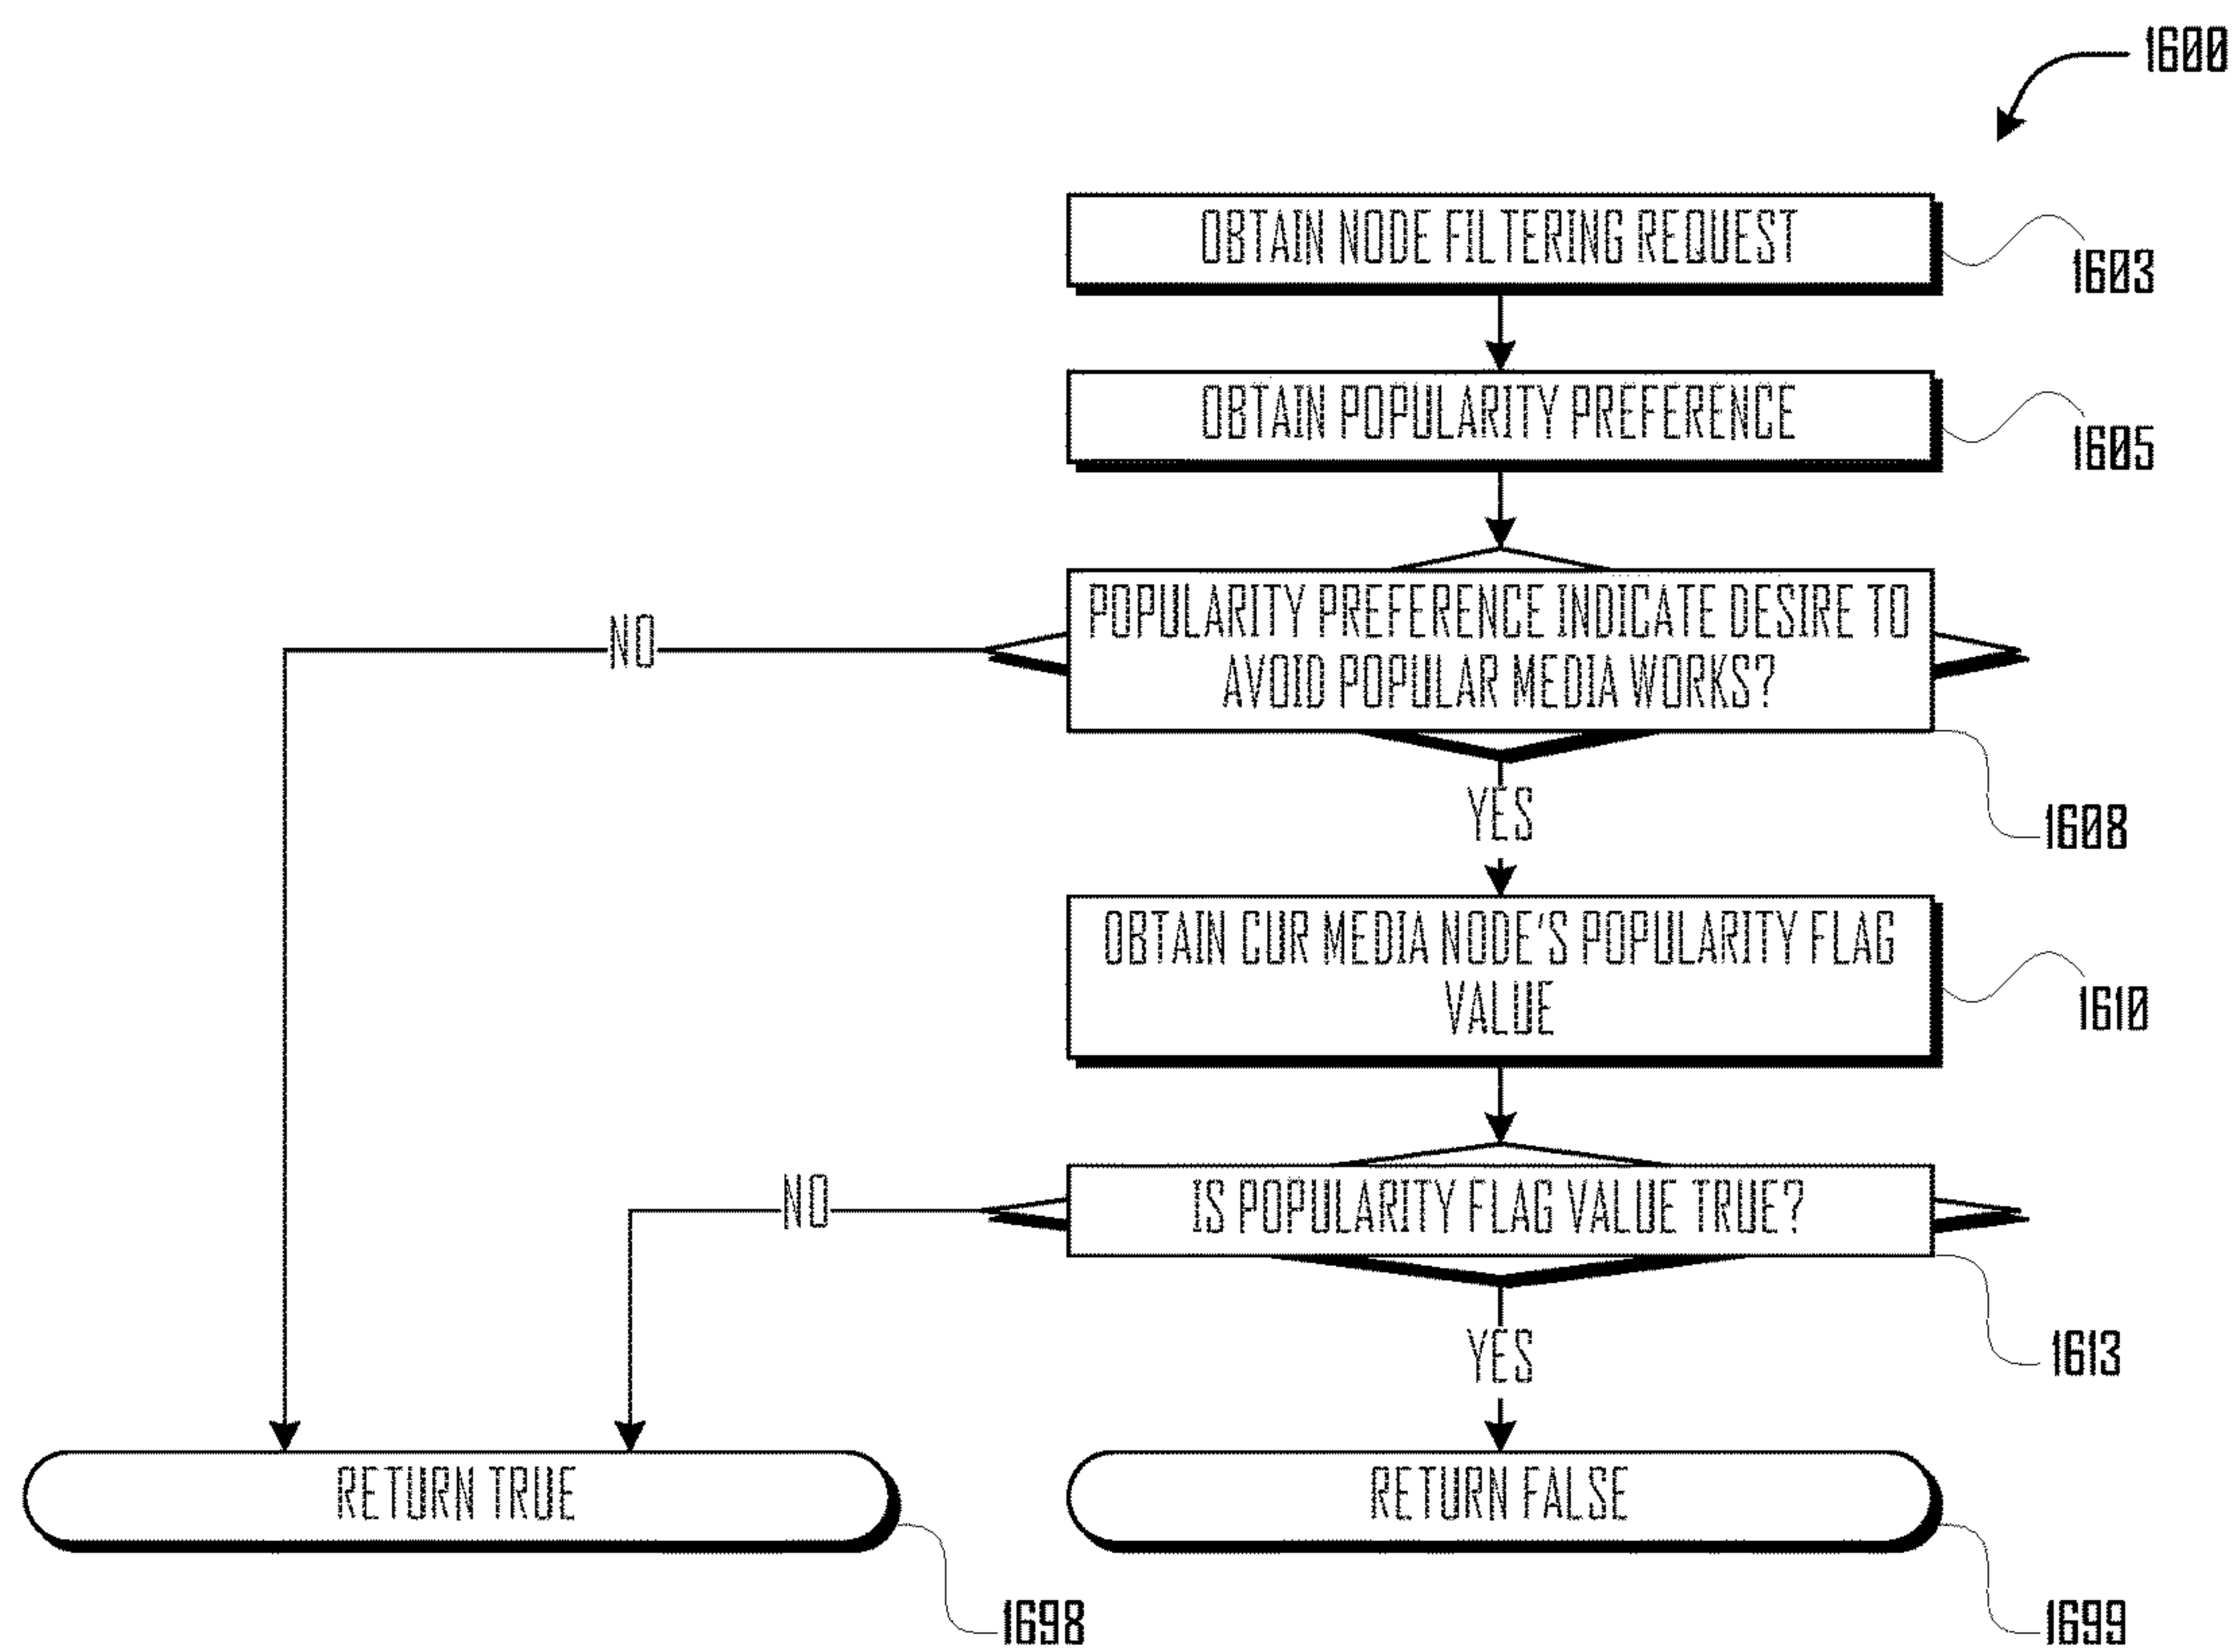 1600
OBTAIN NODE FILTERING REQUEST
1603
OBTAIN POPULARITY PREFERENCE
1605
POPULARITY PREFERENCE INDICATE DESIRE TO
AVOID POPULAR MEDIA WORKS?
NO
YES
1608
OBTAIN CUR MEDIA NODE'S POPULARITY FLAG
VALUE
1610
IS POPULARITY FLAG VALUE TRUE?
NO
YES
1613
RETURN TRUE
RETURN FALSE
1698
1699